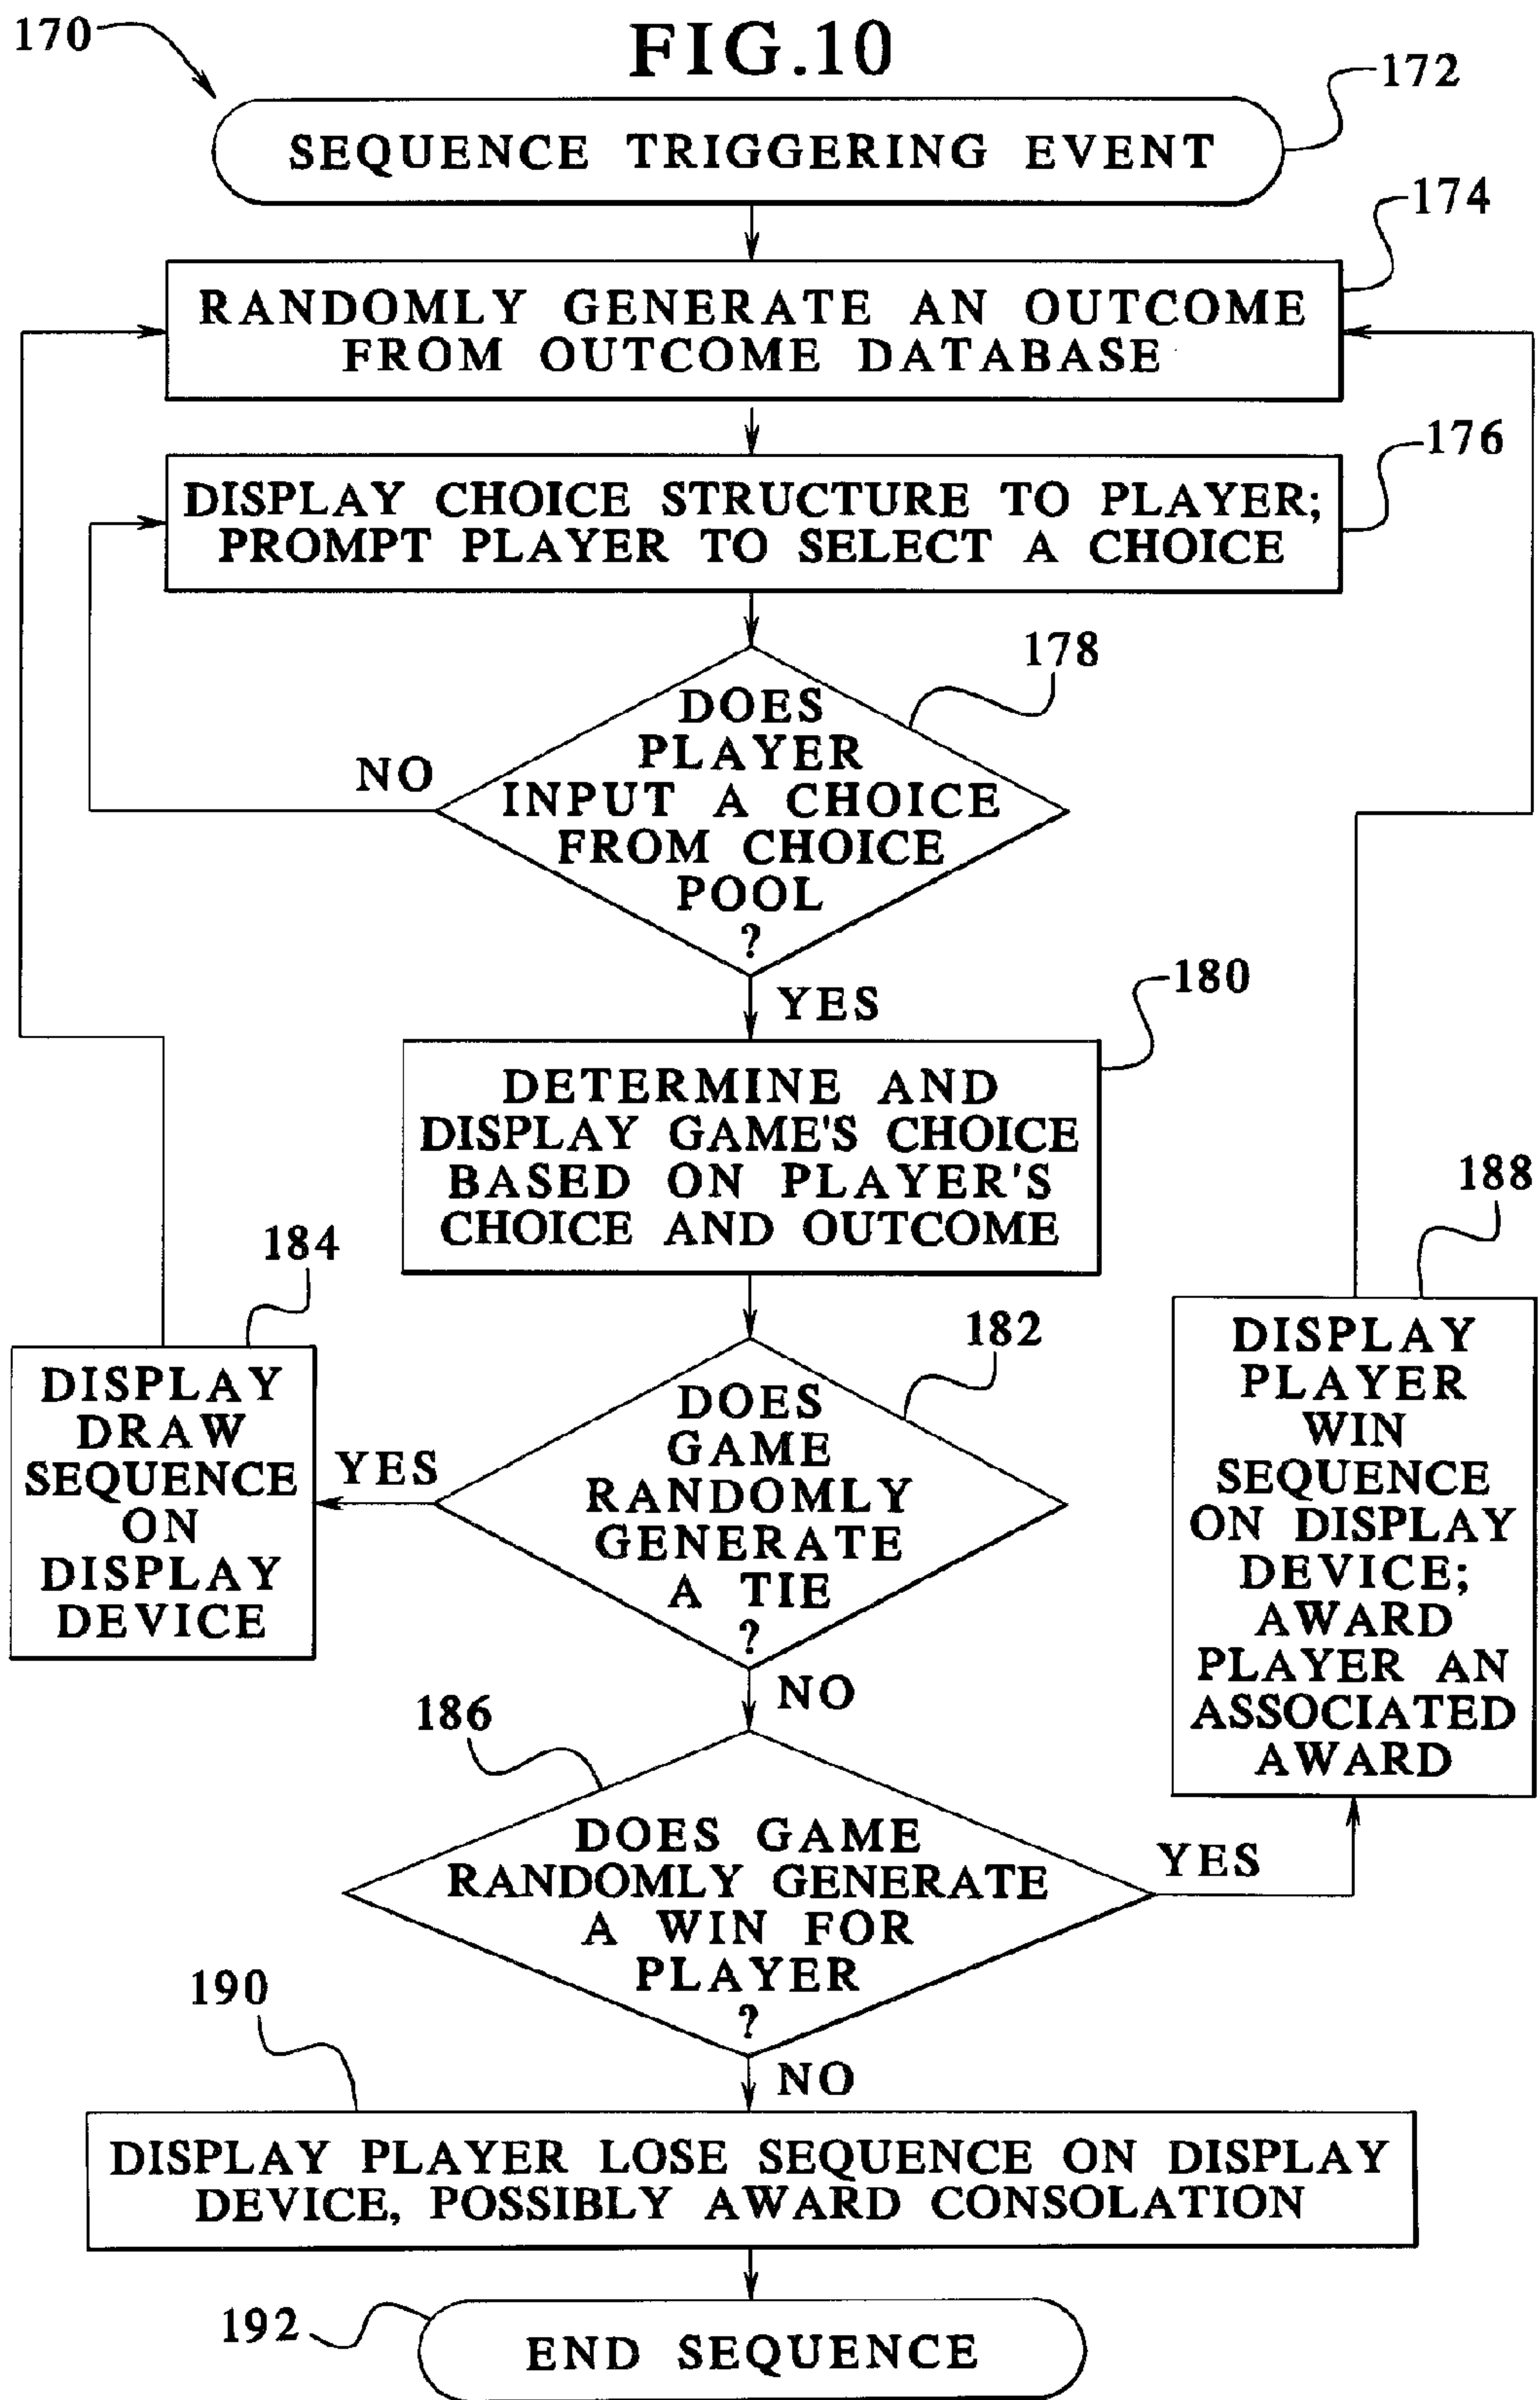 170
FIG.10
172
SEQUENCE TRIGGERING EVENT
174
RANDOMLY GENERATE AN OUTCOME
FROM OUTCOME DATABASE
176
DISPLAY CHOICE STRUCTURE TO PLAYER;
PROMPT PLAYER TO SELECT A CHOICE
178
DOES
PLAYER
INPUT A CHOICE
FROM CHOICE
POOL
?
NO
YES
180
DETERMINE AND
DISPLAY GAME'S CHOICE
BASED ON PLAYER'S
CHOICE AND OUTCOME
184
DISPLAY
DRAW
SEQUENCE
ON
DISPLAY
DEVICE
YES
182
DOES
GAME
RANDOMLY
GENERATE
A TIE
?
NO
188
DISPLAY
PLAYER
WIN
SEQUENCE
ON DISPLAY
DEVICE;
AWARD
PLAYER AN
ASSOCIATED
AWARD
186
DOES GAME
RANDOMLY GENERATE
A WIN FOR
PLAYER
?
YES
NO
190
DISPLAY PLAYER LOSE SEQUENCE ON DISPLAY
DEVICE, POSSIBLY AWARD CONSOLATION
192
END SEQUENCE